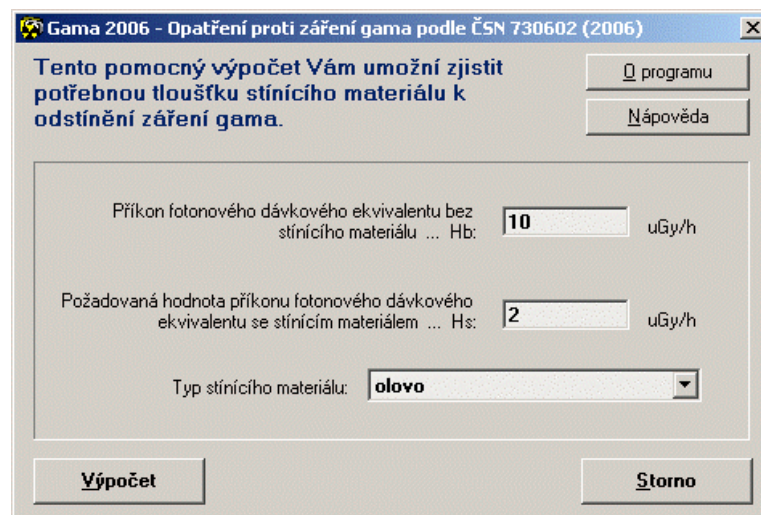 Gama 2006 - Opatření proti záření gama podle ČSN 730602 (2006)
Tento pomocný výpočet Vám umožní zjistit
potřebnou tloušťku stínícího materiálu k
odstínění záření gama.
O programu
Nápověda
Příkon fotonového dávkového ekvivalentu bez
stínícího materiálu ... Hb:
10
uGy/h
Požadovaná hodnota příkonu fotonového dávkového
ekvivalentu se stínícím materiálem ... Hs:
2
uGy/h
Typ stínícího materiálu:
olovo
Výpočet
Storno